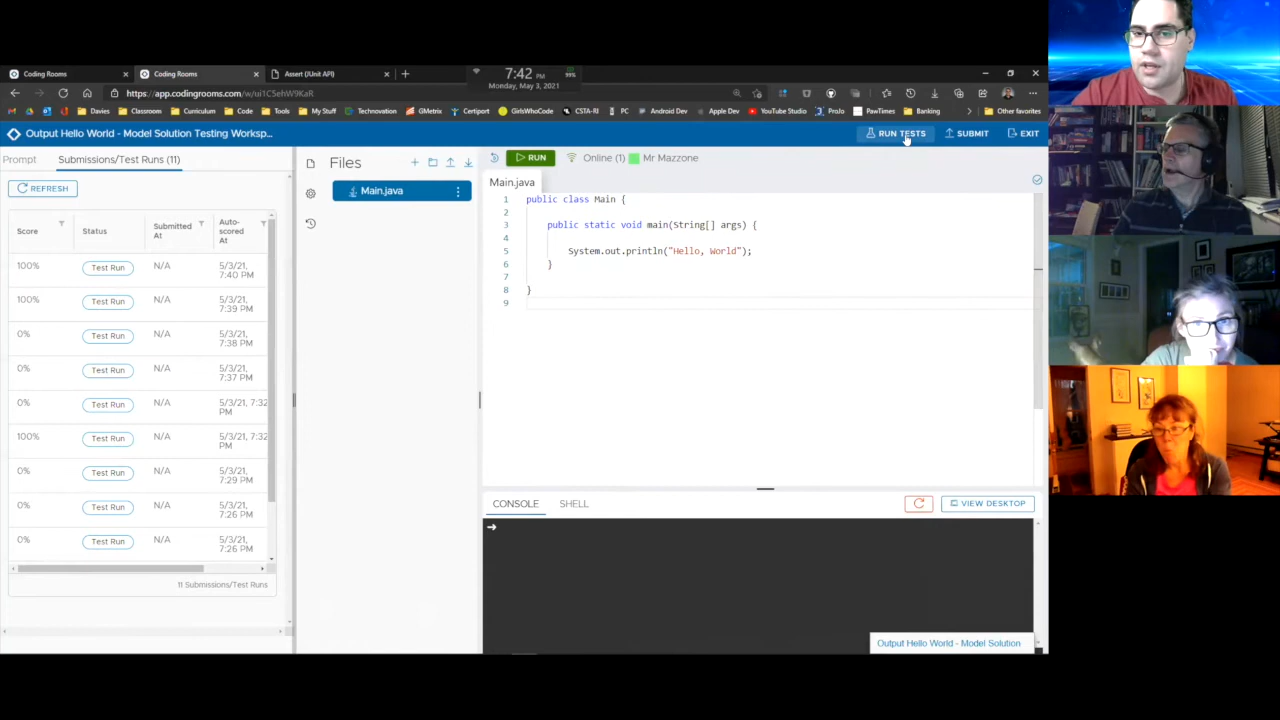 Coding Rooms
Coding Rooms
Assert (JUnit API)
7:42 PM
Monday, May 3, 2021
99%
https://app.codingrooms.com/w/ui1C5ehW9KaR
Davies
Classroom
Curriculum
Code
Tools
My Stuff
Technovation
GMetrix
Certiport
GirlsWhoCode
CSTA-RI
PC
Android Dev
Apple Dev
YouTube Studio
ProJo
PawTimes
Banking
Other favorites
Output Hello World - Model Solution Testing Worksp...
RUN TESTS
SUBMIT
EXIT
Prompt
Submissions/Test Runs (11)
REFRESH
Score
Status
Submitted At
Auto-scored At
100%
Test Run
N/A
5/3/21, 7:40 PM
100%
Test Run
N/A
5/3/21, 7:39 PM
0%
Test Run
N/A
5/3/21, 7:38 PM
0%
Test Run
N/A
5/3/21, 7:37 PM
0%
Test Run
N/A
5/3/21, 7:32 PM
100%
Test Run
N/A
5/3/21, 7:32 PM
0%
Test Run
N/A
5/3/21, 7:29 PM
0%
Test Run
N/A
5/3/21, 7:26 PM
0%
Test Run
N/A
5/3/21, 7:26 PM
11 Submissions/Test Runs
Files
Main.java
RUN
Online (1)
Mr Mazzone
Main.java
1 public class Main {
2
3 public static void main(String[] args) {
4
5 System.out.println("Hello, World");
6 }
7
8 }
9
CONSOLE
SHELL
VIEW DESKTOP
Output Hello World - Model Solution